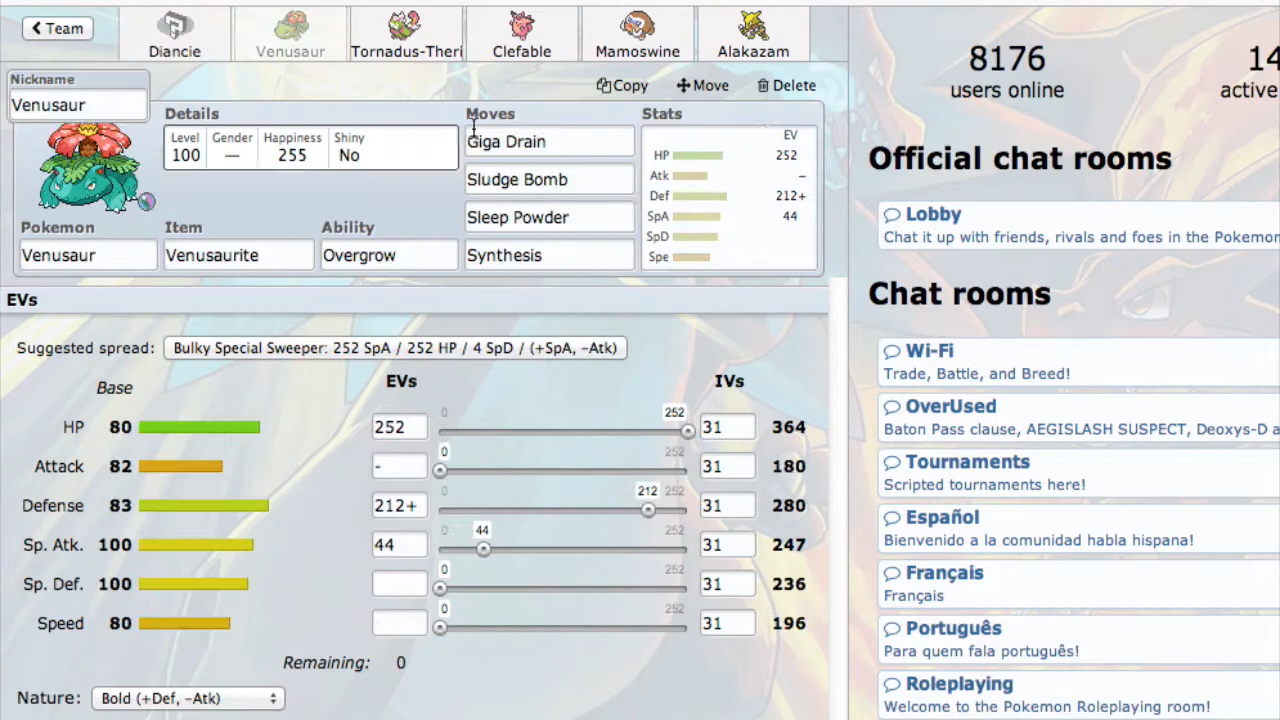 Team
Diancie
Venusaur
Tornadus-Theri
Clefable
Mamoswine
Alakazam
Copy
Move
Delete
Nickname
Venusaur
Details
Level
100
Gender
—
Happiness
255
Shiny
No
Pokemon
Venusaur
Item
Venusaurite
Ability
Overgrow
Moves
Giga Drain
Sludge Bomb
Sleep Powder
Synthesis
Stats
EV
HP 252
Atk –
Def 212+
SpA 44
SpD
Spe
EVs
Suggested spread: Bulky Special Sweeper: 252 SpA / 252 HP / 4 SpD / (+SpA, −Atk)
Base EVs IVs
HP 80 252 0 252 31 364
Attack 82 - 0 252 31 180
Defense 83 212+ 0 212 252 31 280
Sp. Atk. 100 44 0 44 252 31 247
Sp. Def. 100 0 252 31 236
Speed 80 0 252 31 196
Remaining: 0
Nature: Bold (+Def, −Atk)
8176
users online
14
active
Official chat rooms
Lobby
Chat it up with friends, rivals and foes in the Pokemon
Chat rooms
Wi-Fi
Trade, Battle, and Breed!
OverUsed
Baton Pass clause, AEGISLASH SUSPECT, Deoxys-D a
Tournaments
Scripted tournaments here!
Español
Bienvenido a la comunidad habla hispana!
Français
Français
Português
Para quem fala português!
Roleplaying
Welcome to the Pokemon Roleplaying room!